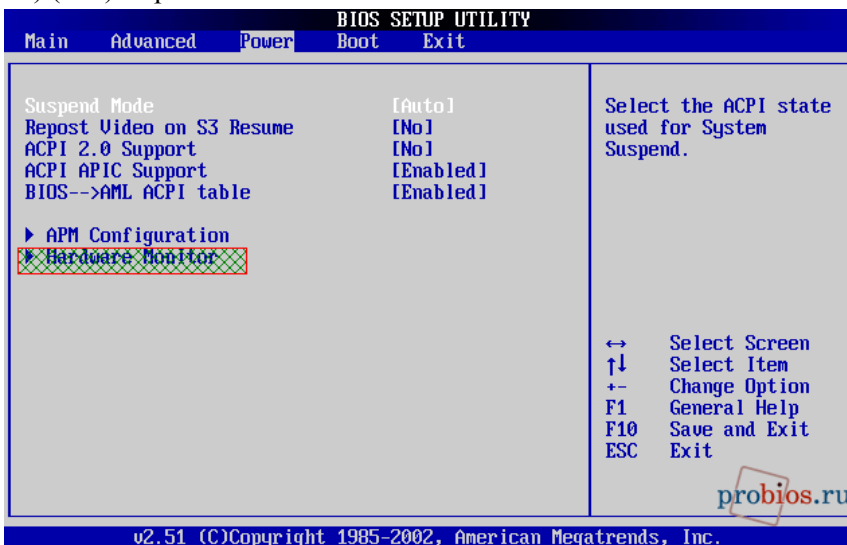 BIOS SETUP UTILITY
Main Advanced Power Boot Exit
Suspend Mode [Auto]
Repost Video on S3 Resume [No]
ACPI 2.0 Support [No]
ACPI APIC Support [Enabled]
BIOS-->AML ACPI table [Enabled]
▶ APM Configuration
▶ Hardware Monitor
Select the ACPI state
used for System
Suspend.
↔ Select Screen
↑↓ Select Item
+- Change Option
F1 General Help
F10 Save and Exit
ESC Exit
probios.ru
v2.51 (C)Copyright 1985-2002, American Megatrends, Inc.